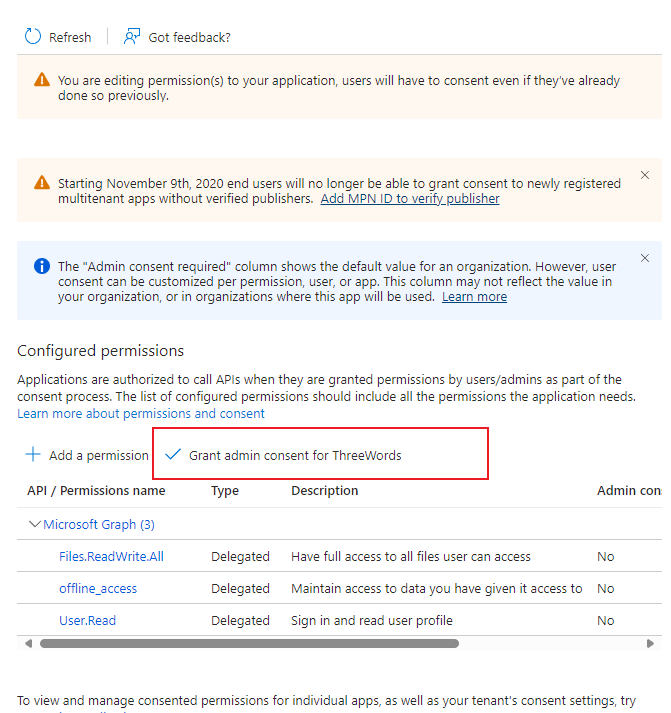 Refresh Got feedback?
You are editing permission(s) to your application, users will have to consent even if they've already
done so previously.
Starting November 9th, 2020 end users will no longer be able to grant consent to newly registered
multitenant apps without verified publishers. Add MPN ID to verify publisher
The "Admin consent required" column shows the default value for an organization. However, user
consent can be customized per permission, user, or app. This column may not reflect the value in
your organization, or in organizations where this app will be used. Learn more
Configured permissions
Applications are authorized to call APIs when they are granted permissions by users/admins as part of the
consent process. The list of configured permissions should include all the permissions the application needs.
Learn more about permissions and consent
Add a permission Grant admin consent for ThreeWords
API / Permissions name Type Description Admin con
Microsoft Graph (3)
Files.ReadWrite.All Delegated Have full access to all files user can access No
offline_access Delegated Maintain access to data you have given it access to No
User.Read Delegated Sign in and read user profile No
To view and manage consented permissions for individual apps, as well as your tenant's consent settings, try